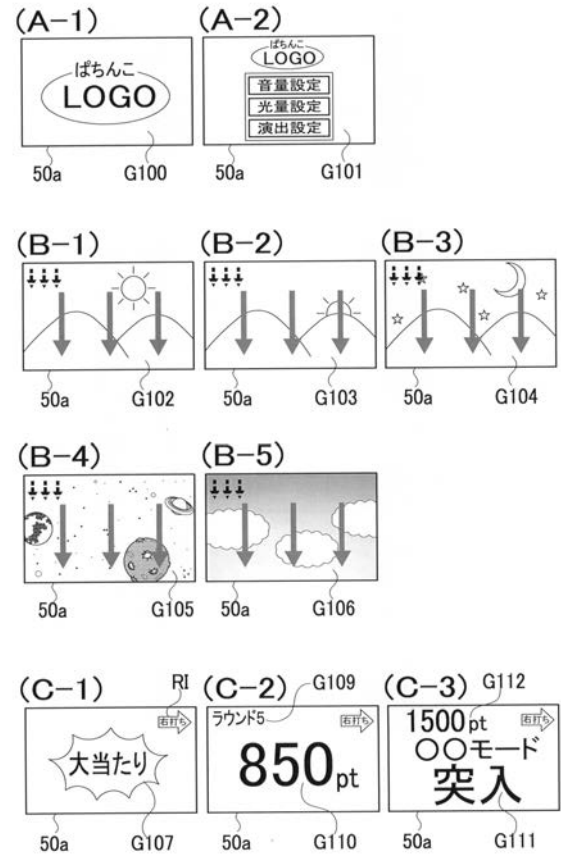 (A-1)
ぱちんこ
LOGO
50a
G100
(A-2)
ぱちんこ
LOGO
音量設定
光量設定
演出設定
50a
G101
(B-1)
50a
G102
(B-2)
50a
G103
(B-3)
50a
G104
(B-4)
50a
G105
(B-5)
50a
G106
(C-1)
RI
右打ち
大当たり
50a
G107
(C-2)
G109
ラウンド5
右打ち
850pt
50a
G110
(C-3)
G112
1500pt
右打ち
〇〇モード
突入
50a
G111